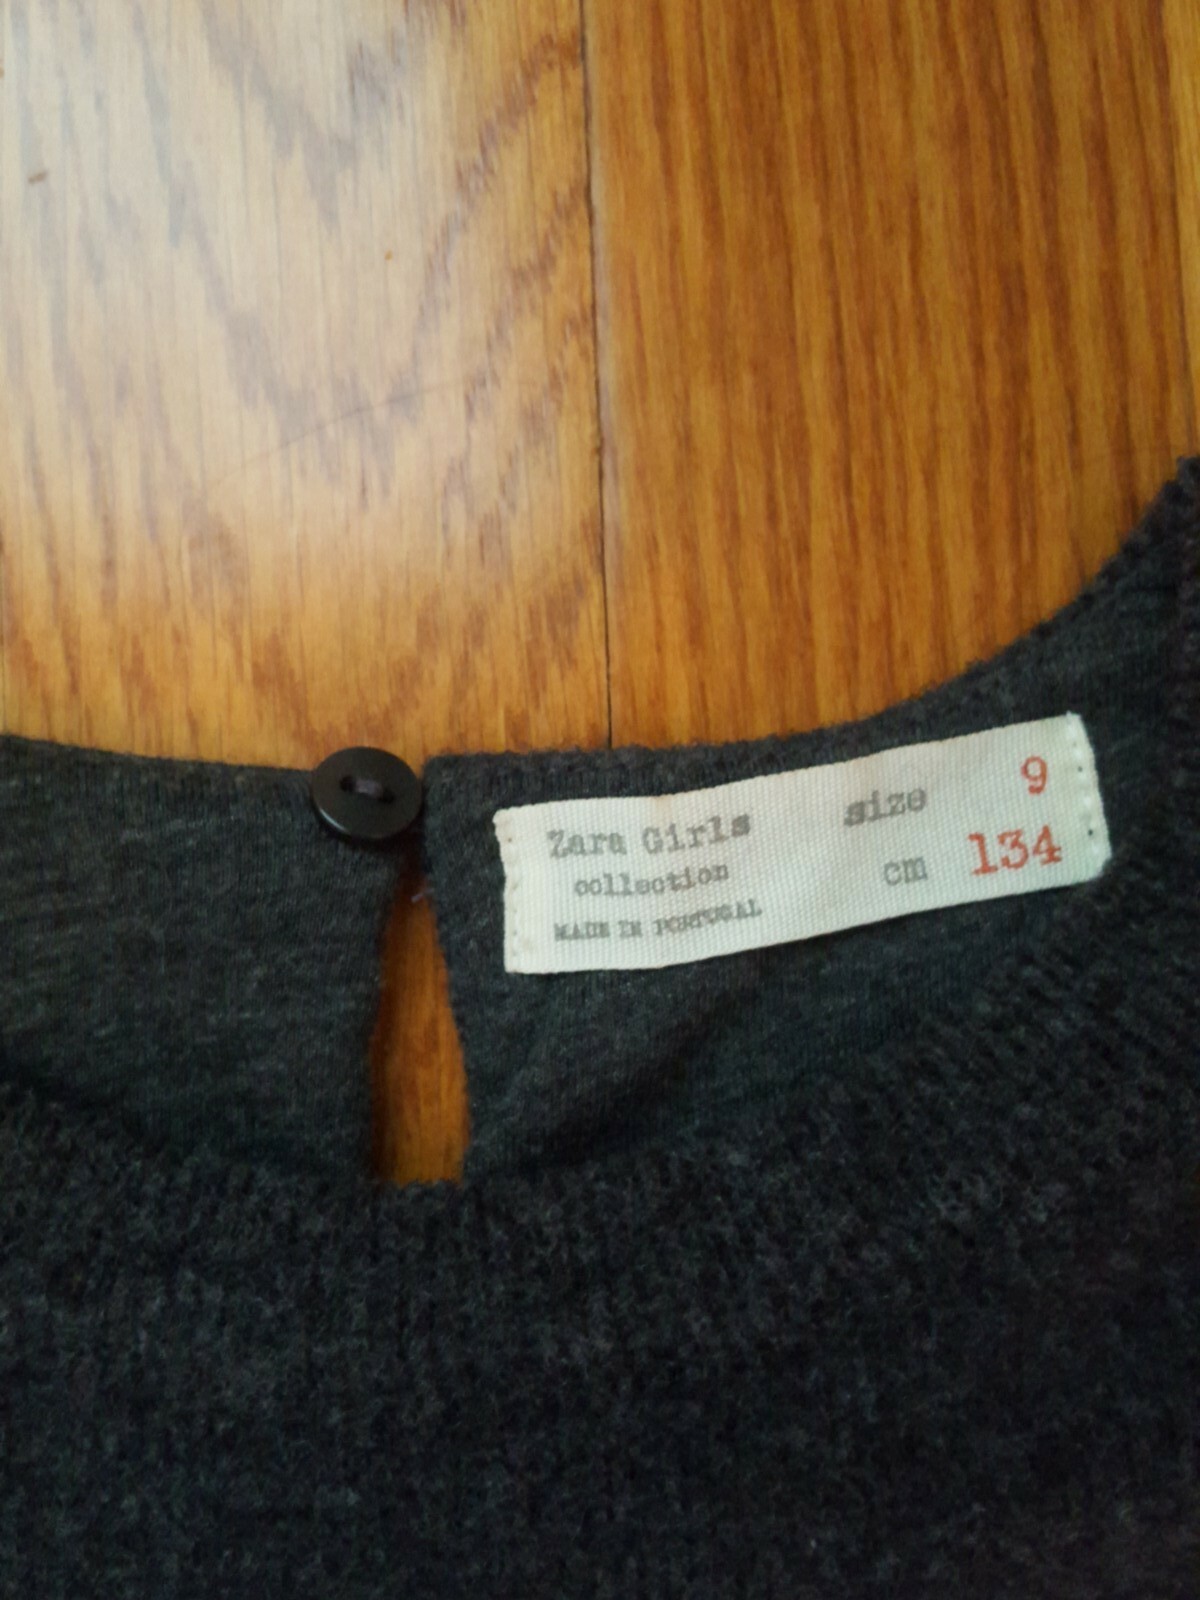 Zara Girls
collection
MADE IN PORTUGAL
size 9
cm 134